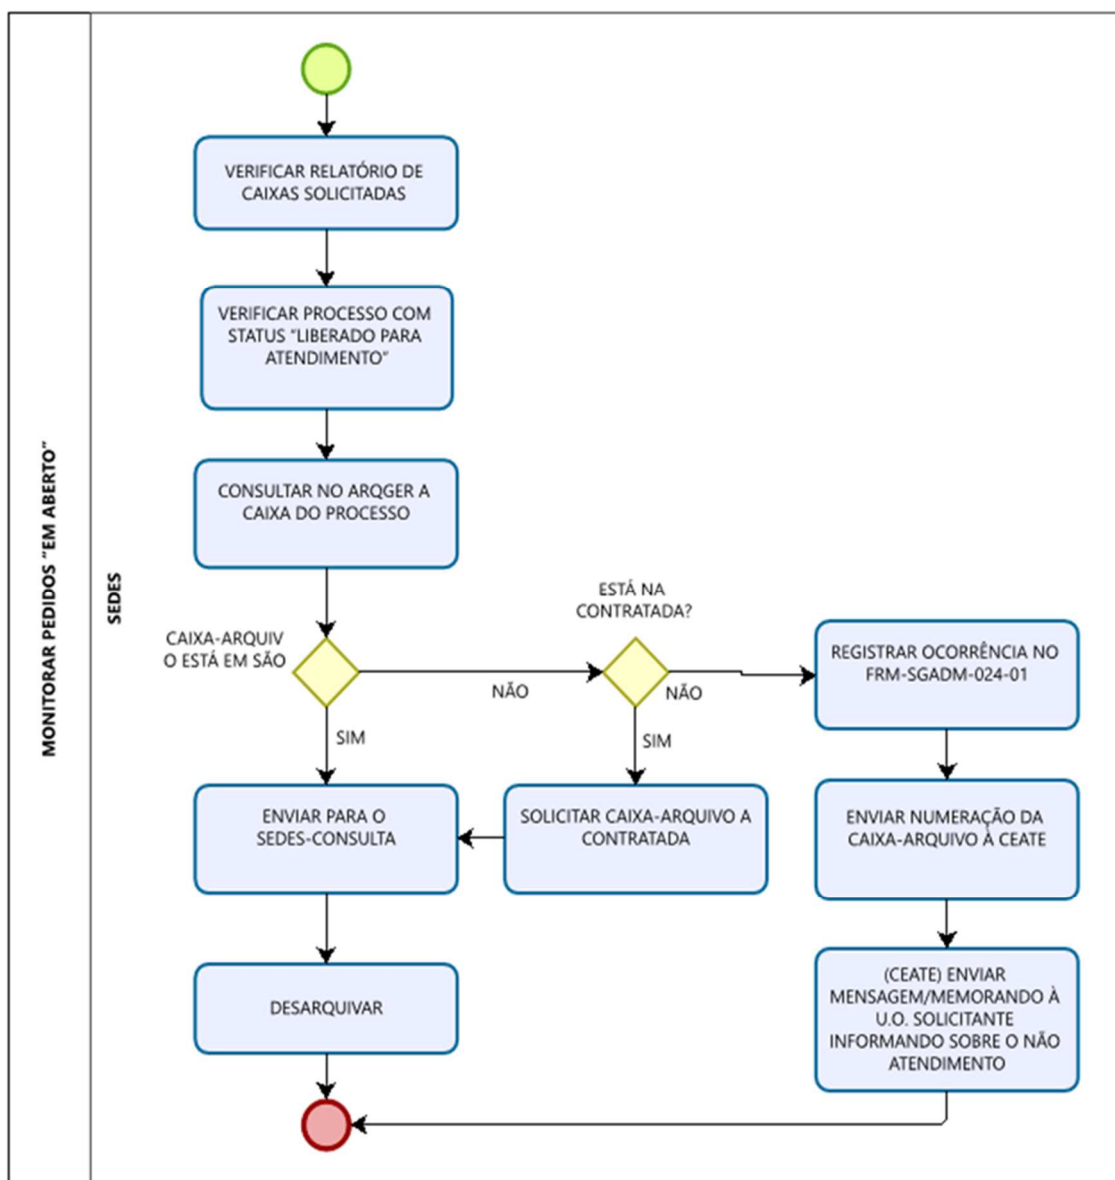 MONITORAR PEDIDOS "EM ABERTO"
SEDES
VERIFICAR RELATÓRIO DE
CAIXAS SOLICITADAS
VERIFICAR PROCESSO COM
STATUS "LIBERADO PARA
ATENDIMENTO"
CONSULTAR NO ARQGER A
CAIXA DO PROCESSO
CAIXA-ARQUIV
O ESTÁ EM SÃO
ESTÁ NA
CONTRATADA?
NÃO
NÃO
SIM
SIM
REGISTRAR OCORRÊNCIA NO
FRM-SGADM-024-01
ENVIAR PARA O
SEDES-CONSULTA
SOLICITAR CAIXA-ARQUIVO A
CONTRATADA
ENVIAR NUMERAÇÃO DA
CAIXA-ARQUIVO À CEATE
DESARQUIVAR
(CEATE) ENVIAR
MENSAGEM/MEMORANDO À
U.O. SOLICITANTE
INFORMANDO SOBRE O NÃO
ATENDIMENTO